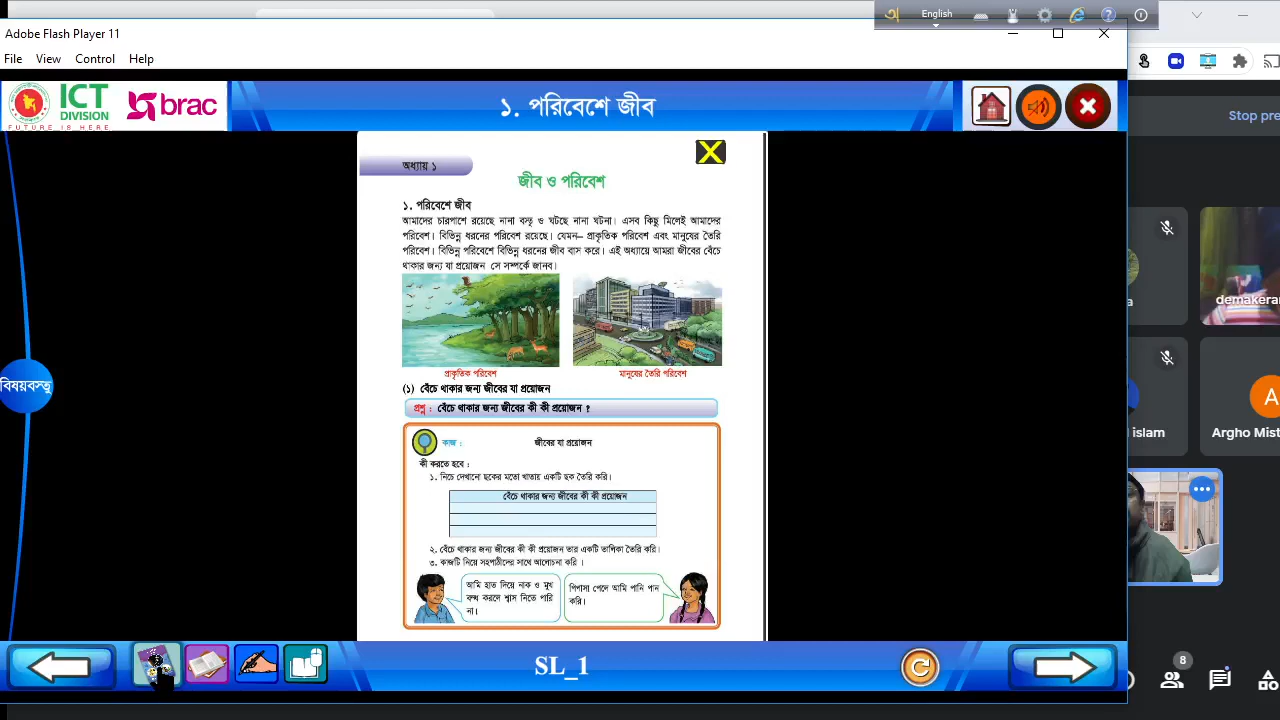 English
Adobe Flash Player 11
File View Control Help
ICT
DIVISION
FUTURE IS HERE
brac
১. পরিবেশে জীব
Stop pre
অধ্যায় ১
জীব ও পরিবেশ
১. পরিবেশে জীব
আমাদের চারপাশে রয়েছে নানা বস্তু ও ঘটছে নানা ঘটনা। এসব কিছু মিলেই আমাদের
পরিবেশ। বিভিন্ন ধরনের পরিবেশ রয়েছে। যেমন– প্রাকৃতিক পরিবেশ এবং মানুষের তৈরি
পরিবেশ। বিভিন্ন পরিবেশে বিভিন্ন ধরনের জীব বাস করে। এই অধ্যায়ে আমরা জীবের বেঁচে
থাকার জন্য যা প্রয়োজন সে সম্পর্কে জানব।
প্রাকৃতিক পরিবেশ
মানুষের তৈরি পরিবেশ
(১) বেঁচে থাকার জন্য জীবের যা প্রয়োজন
প্রশ্ন : বেঁচে থাকার জন্য জীবের কী কী প্রয়োজন ?
কাজ : জীবের যা প্রয়োজন
কী করতে হবে :
১. নিচে দেখানো ছকের মতো খাতায় একটি ছক তৈরি করি।
বেঁচে থাকার জন্য জীবের কী কী প্রয়োজন
২. বেঁচে থাকার জন্য জীবের কী কী প্রয়োজন তার একটি তালিকা তৈরি করি।
৩. কাজটি নিয়ে সহপাঠীদের সাথে আলোচনা করি ।
আমি হাত দিয়ে নাক ও মুখ
বন্ধ করলে শ্বাস নিতে পারি
না।
পিপাসা পেলে আমি পানি পান
করি।
বিষয়বস্তু
SL_1
a
demakerar
l islam
A
Argho Mist
8